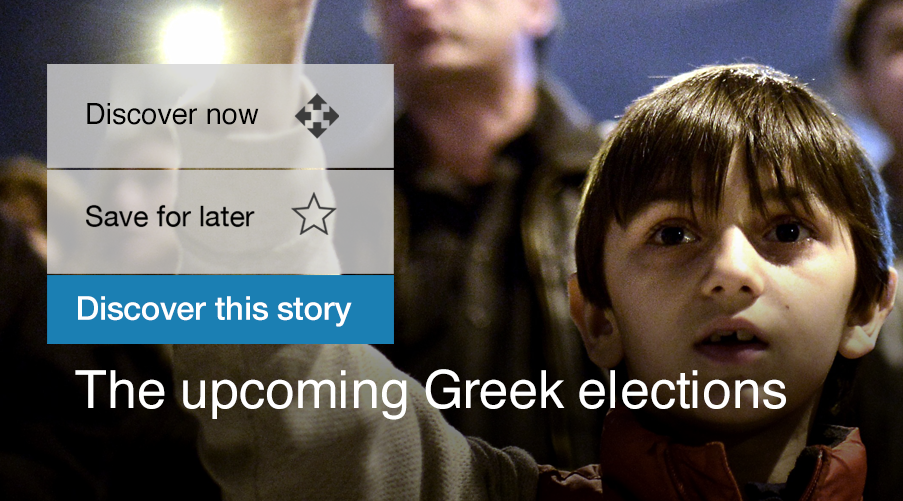 Discover now
Save for later
Discover this story
The upcoming Greek elections